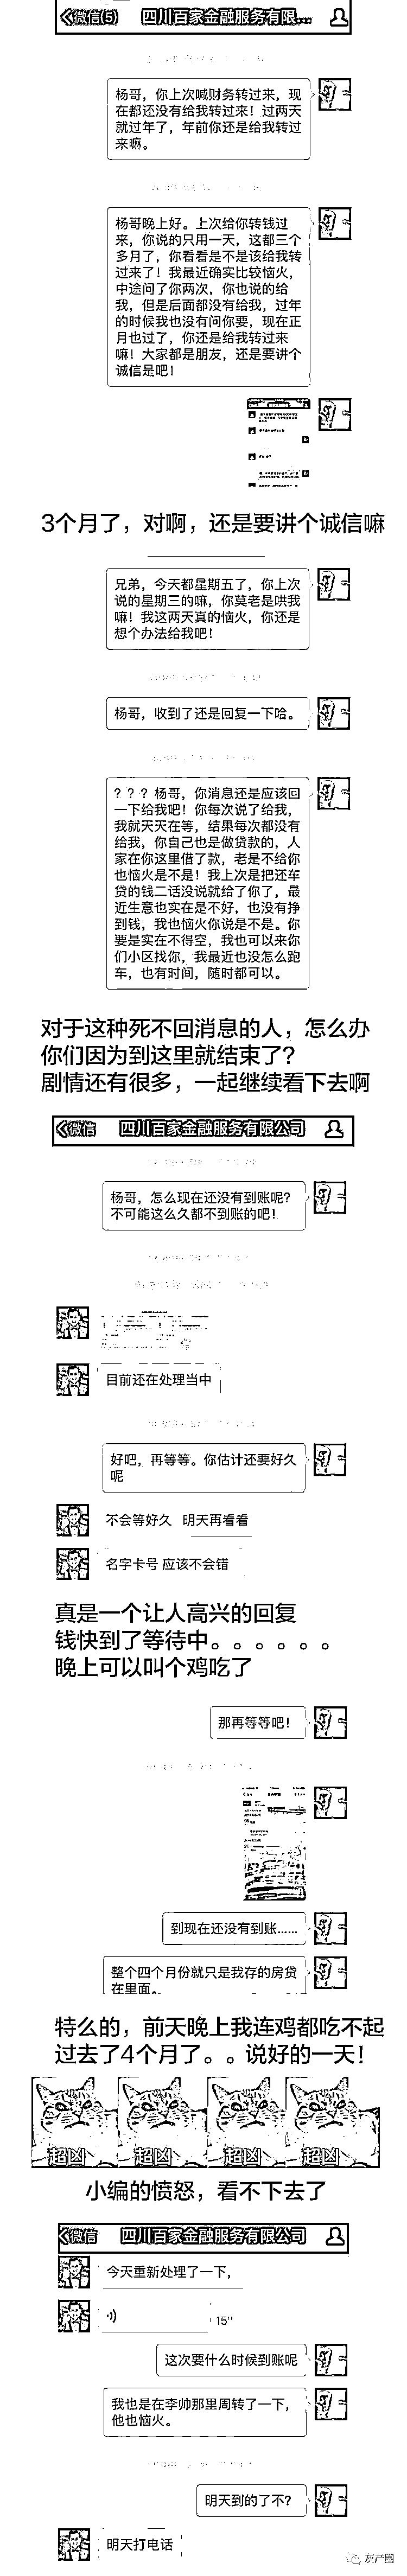 微信(5) 四川百家金融服务有限...
杨哥，你上次喊财务转过来，现
在都还没有给我转过来！过两天
就过年了，年前你还是给我转过
来嘛。
杨哥晚上好。上次给你转钱过
来，你说的只用一天，这都三个
多月了，你看看是不是该给我转
过来了！我最近确实比较恼火，
中途问了你两次，你也说的给
我，但是后面都没有给我，过年
的时候我也没有问你要，现在正
月也过了，你还是给我转过来
嘛！大家都是朋友，还是要讲个
诚信是吧！
3个月了，对啊，还是要讲个诚信嘛
兄弟，今天都星期五了，你上次
说的星期三的嘛，你莫老是哄我
嘛！我这两天真的恼火，你还是
想个办法给我吧！
杨哥，收到了还是回复一下哈。
？？？杨哥，你消息还是应该回
一下给我吧！你每次说了给我，
我就天天在等，结果每次都没有
给我，你自己也是做贷款的，人
家在你这里借了款，老是不给你
也恼火是不是！我上次是把还车
贷的钱二话没说就给了你了，最
近生意也实在是不好，也没有挣
到钱，我也恼火你说是不是。你
要是实在不得空，我也可以来你
们小区找你，我最近也没怎么跑
车，也有时间，随时都可以。
对于这种死不回消息的人，怎么办
你们因为到这里就结束了？
剧情还有很多，一起继续看下去啊
微信 四川百家金融服务有限公司
杨哥，怎么现在还没有到账呢？
不可能这么久都不到账的吧！
目前还在处理当中
好吧，再等等。你估计还要好久
呢
不会等好久 明天再看看
名字卡号 应该不会错
真是一个让人高兴的回复
钱快到了等待中。。。。。。
晚上可以叫个鸡吃了
那再等等吧！
到现在还没有到账......
整个四个月份就只是我存的房贷
在里面。
特么的，前天晚上我连鸡都吃不起
过去了4个月了。。说好的一天！
超凶 超凶 超凶 超凶
小编的愤怒，看不下去了
微信 四川百家金融服务有限公司
今天重新处理了一下，
15''
这次要什么时候到账呢
我也是在李帅那里周转了一下，
他也恼火。
明天到的了不？
明天打电话
灰产圈